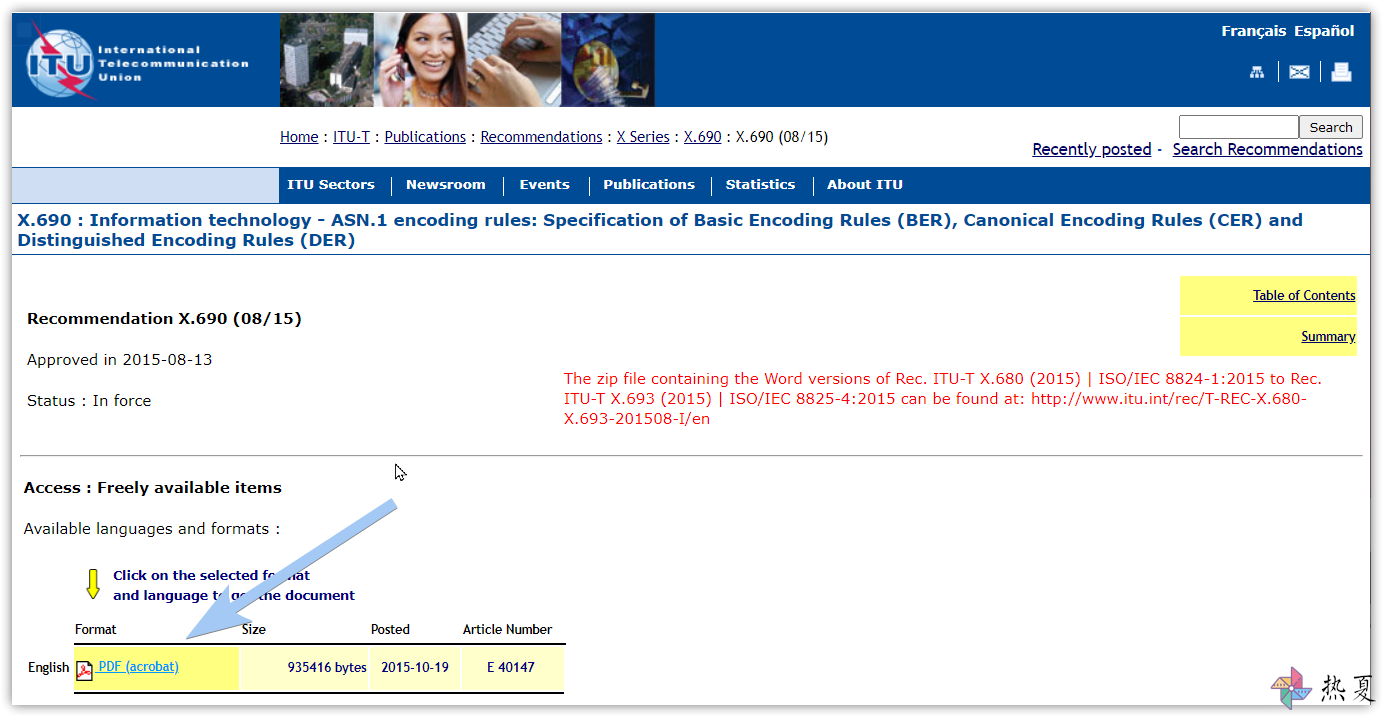 International
Telecommunication
Union
ITU
Français Español
Home : ITU-T : Publications : Recommendations : X Series : X.690 : X.690 (08/15)
Search
Recently posted - Search Recommendations
ITU Sectors Newsroom Events Publications Statistics About ITU
X.690 : Information technology - ASN.1 encoding rules: Specification of Basic Encoding Rules (BER), Canonical Encoding Rules (CER) and
Distinguished Encoding Rules (DER)
Table of Contents
Summary
Recommendation X.690 (08/15)
Approved in 2015-08-13
Status : In force
The zip file containing the Word versions of Rec. ITU-T X.680 (2015) | ISO/IEC 8824-1:2015 to Rec.
ITU-T X.693 (2015) | ISO/IEC 8825-4:2015 can be found at: http://www.itu.int/rec/T-REC-X.680-
X.693-201508-I/en
Access : Freely available items
Available languages and formats :
Click on the selected format
and language to get the document
Format Size Posted Article Number
English PDF (acrobat) 935416 bytes 2015-10-19 E 40147
热夏